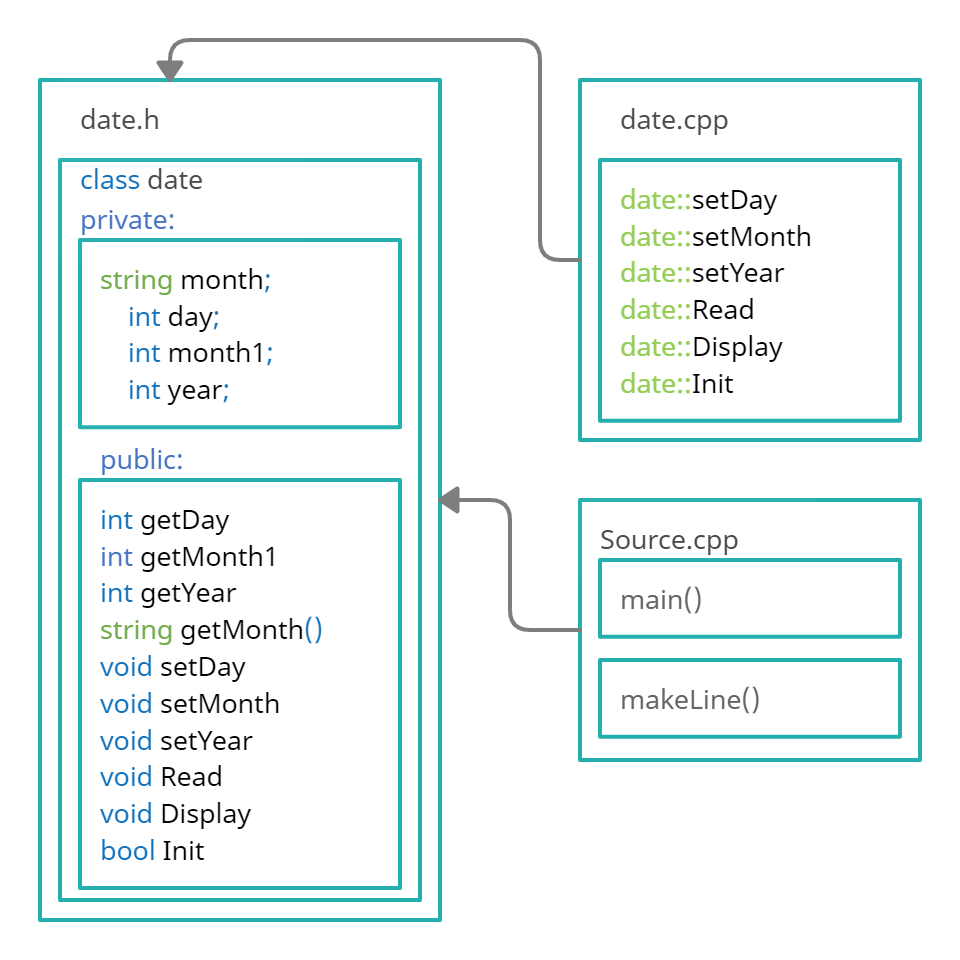 date.h
class date
private:
string month;
int day;
int month1;
int year;
public:
int getDay
int getMonth1
int getYear
string getMonth()
void setDay
void setMonth
void setYear
void Read
void Display
bool Init
date.cpp
date::setDay
date::setMonth
date::setYear
date::Read
date::Display
date::Init
Source.cpp
main()
makeLine()